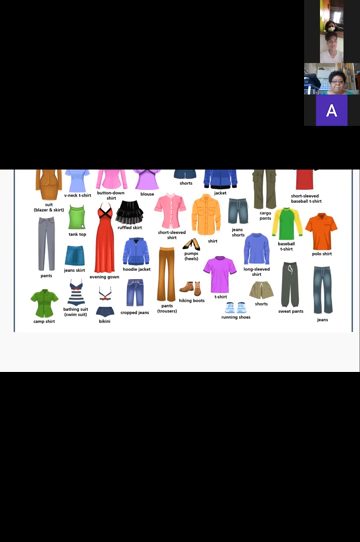 shorts
jacket
suit
(blazer & skirt)
v-neck t-shirt
button-down
shirt
blouse
short-sleeved
baseball t-shirt
cargo
pants
tank top
ruffled skirt
short-sleeved
shirt
shirt
jeans
shorts
baseball
t-shirt
polo shirt
pants
jeans skirt
evening gown
hoodie jacket
pumps
(heels)
long-sleeved
shirt
camp shirt
bathing suit
(swim suit)
bikini
cropped jeans
pants
(trousers)
hiking boots
t-shirt
running shoes
shorts
sweat pants
jeans
A